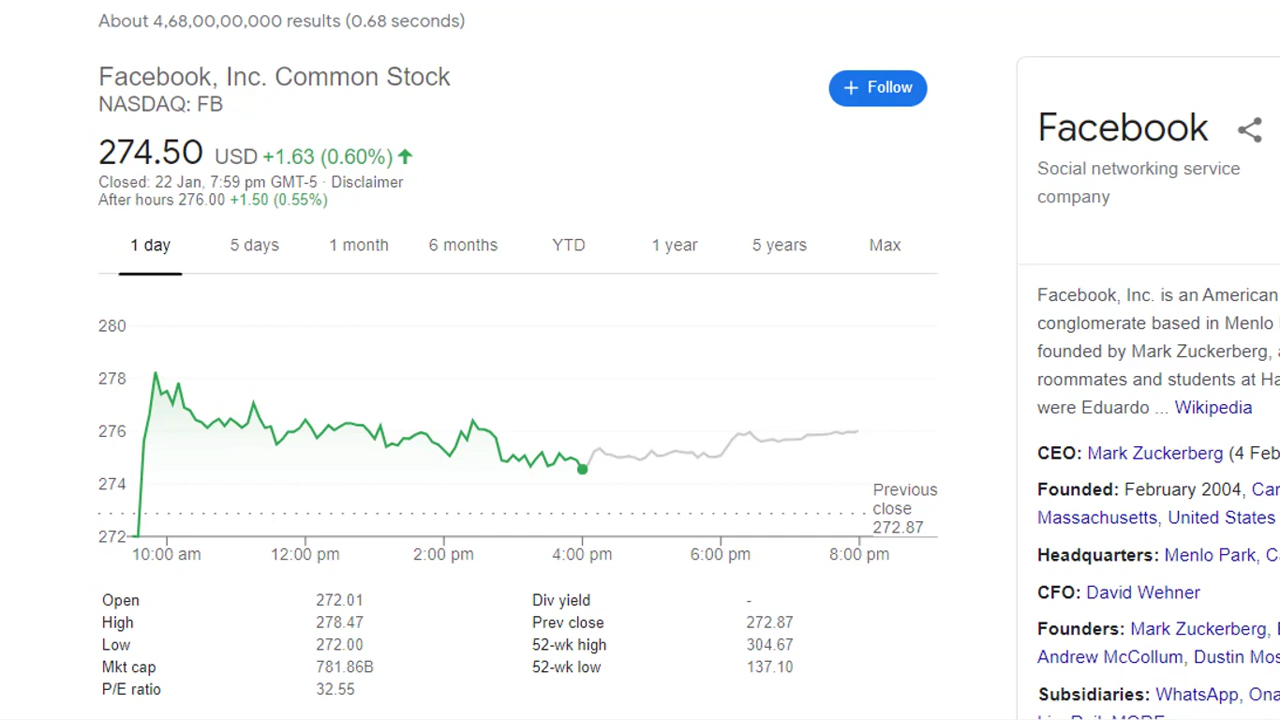 About 4,68,00,00,000 results (0.68 seconds)
Facebook, Inc. Common Stock
NASDAQ: FB
+ Follow
274.50 USD +1.63 (0.60%)
Closed: 22 Jan, 7:59 pm GMT-5 · Disclaimer
After hours 276.00 +1.50 (0.55%)
1 day 5 days 1 month 6 months YTD 1 year 5 years Max
280
278
276
274
272
Previous
close
272.87
10:00 am 12:00 pm 2:00 pm 4:00 pm 6:00 pm 8:00 pm
Open 272.01 Div yield -
High 278.47 Prev close 272.87
Low 272.00 52-wk high 304.67
Mkt cap 781.86B 52-wk low 137.10
P/E ratio 32.55
Facebook
Social networking service
company
Facebook, Inc. is an American
conglomerate based in Menlo
founded by Mark Zuckerberg,
roommates and students at Ha
were Eduardo ... Wikipedia
CEO: Mark Zuckerberg (4 Feb
Founded: February 2004, Car
Massachusetts, United States
Headquarters: Menlo Park, C
CFO: David Wehner
Founders: Mark Zuckerberg,
Andrew McCollum, Dustin Mos
Subsidiaries: WhatsApp, Ona